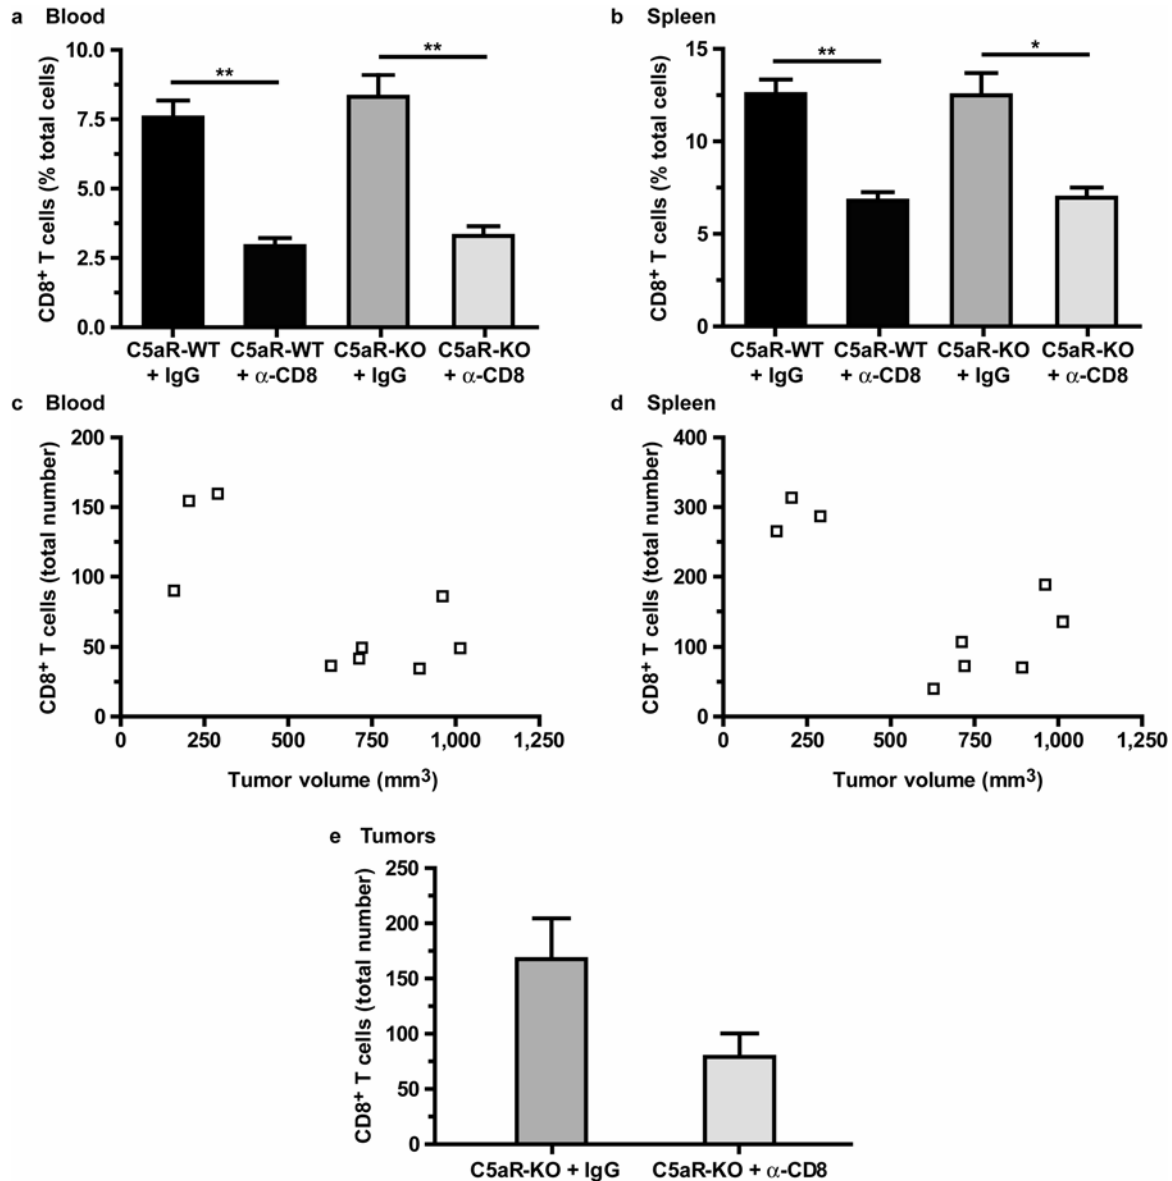 a Blood
CD8+ T cells (% total cells)
10.0
7.5
5.0
2.5
0.0
**
**
C5aR-WT + IgG
C5aR-WT + α-CD8
C5aR-KO + IgG
C5aR-KO + α-CD8
b Spleen
CD8+ T cells (% total cells)
15
10
5
0
**
*
C5aR-WT + IgG
C5aR-WT + α-CD8
C5aR-KO + IgG
C5aR-KO + α-CD8
c Blood
CD8+ T cells (total number)
200
150
100
50
0
0 250 500 750 1,000 1,250
Tumor volume (mm3)
d Spleen
CD8+ T cells (total number)
400
300
200
100
0
0 250 500 750 1,000 1,250
Tumor volume (mm3)
e Tumors
CD8+ T cells (total number)
250
200
150
100
50
0
C5aR-KO + IgG C5aR-KO + α-CD8